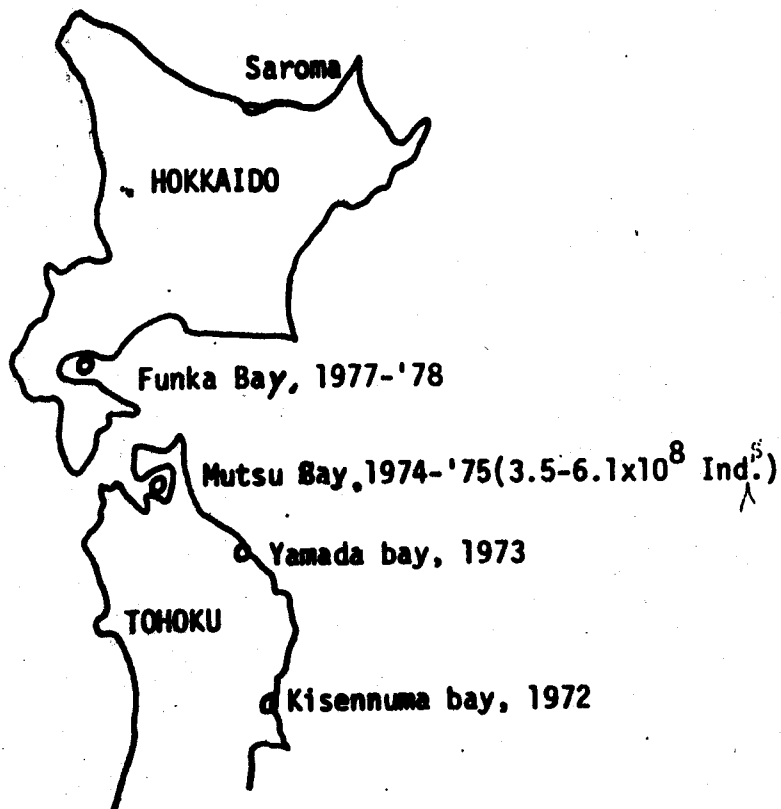 Saroma
HOKKAIDO
Funka Bay, 1977-'78
Mutsu Bay,1974-'75(3.5-6.1x10⁸ Ind.s)
Yamada bay, 1973
TOHOKU
Kisennuma bay, 1972